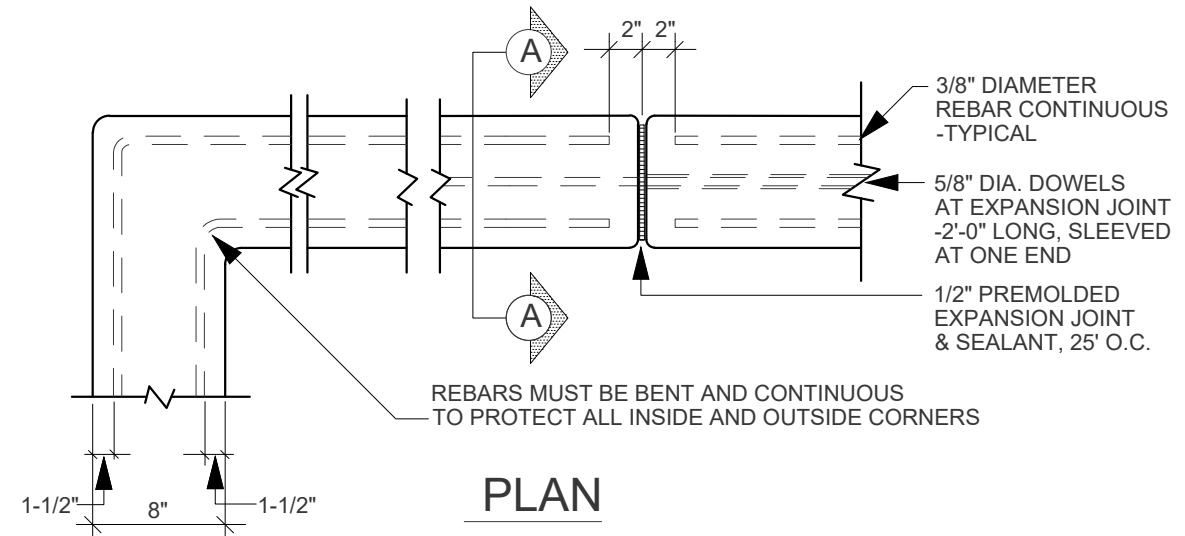 2" 2"
A
3/8" DIAMETER
REBAR CONTINUOUS
-TYPICAL
5/8" DIA. DOWELS
AT EXPANSION JOINT
-2'-0" LONG, SLEEVED
AT ONE END
1/2" PREMOLDED
EXPANSION JOINT
& SEALANT, 25' O.C.
A
REBARS MUST BE BENT AND CONTINUOUS
TO PROTECT ALL INSIDE AND OUTSIDE CORNERS
1-1/2" 8" 1-1/2"
PLAN